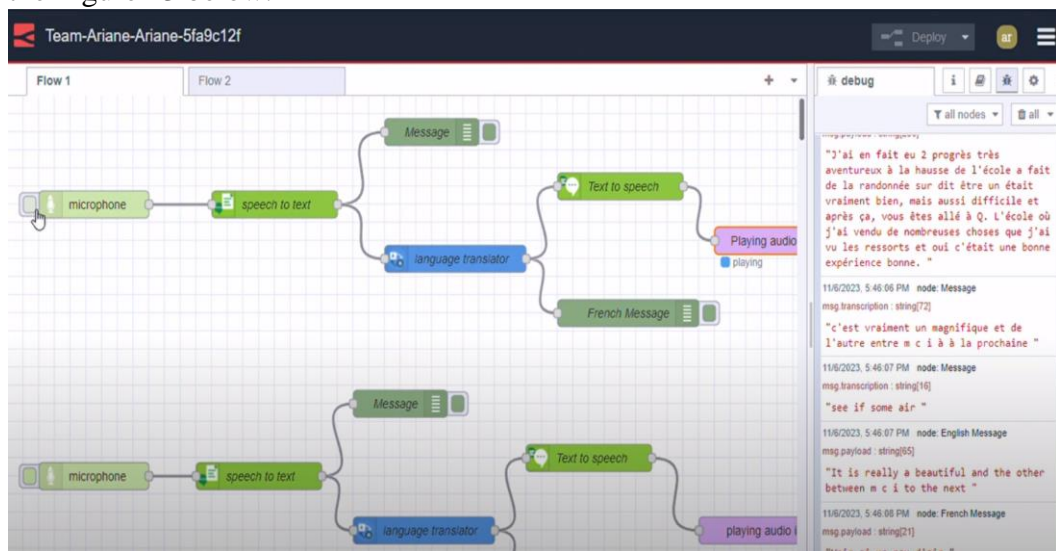 Team-Ariane-Ariane-5fa9c12f
Deploy
ar
Flow 1
Flow 2
debug
all nodes
all
Message
microphone
speech to text
Text to speech
Playing audio
playing
language translator
French Message
Message
microphone
speech to text
Text to speech
language translator
playing audio i
"J'ai en fait eu 2 progrès très
aventureux à la hausse de l'école a fait
de la randonnée sur dit être un était
vraiment bien, mais aussi difficile et
après ça, vous êtes allé à Q. L'école où
j'ai vendu de nombreuses choses que j'ai
vu les ressorts et oui c'était une bonne
expérience bonne. "
11/6/2023, 5:46:06 PM node: Message
msg.transcription : string[72]
"c'est vraiment un magnifique et de
l'autre entre m c i à à la prochaine "
11/6/2023, 5:46:07 PM node: Message
msg.transcription : string[16]
"see if some air "
11/6/2023, 5:46:07 PM node: English Message
msg.payload : string[65]
"It is really a beautiful and the other
between m c i to the next "
11/6/2023, 5:46:08 PM node: French Message
msg.payload : string[21]